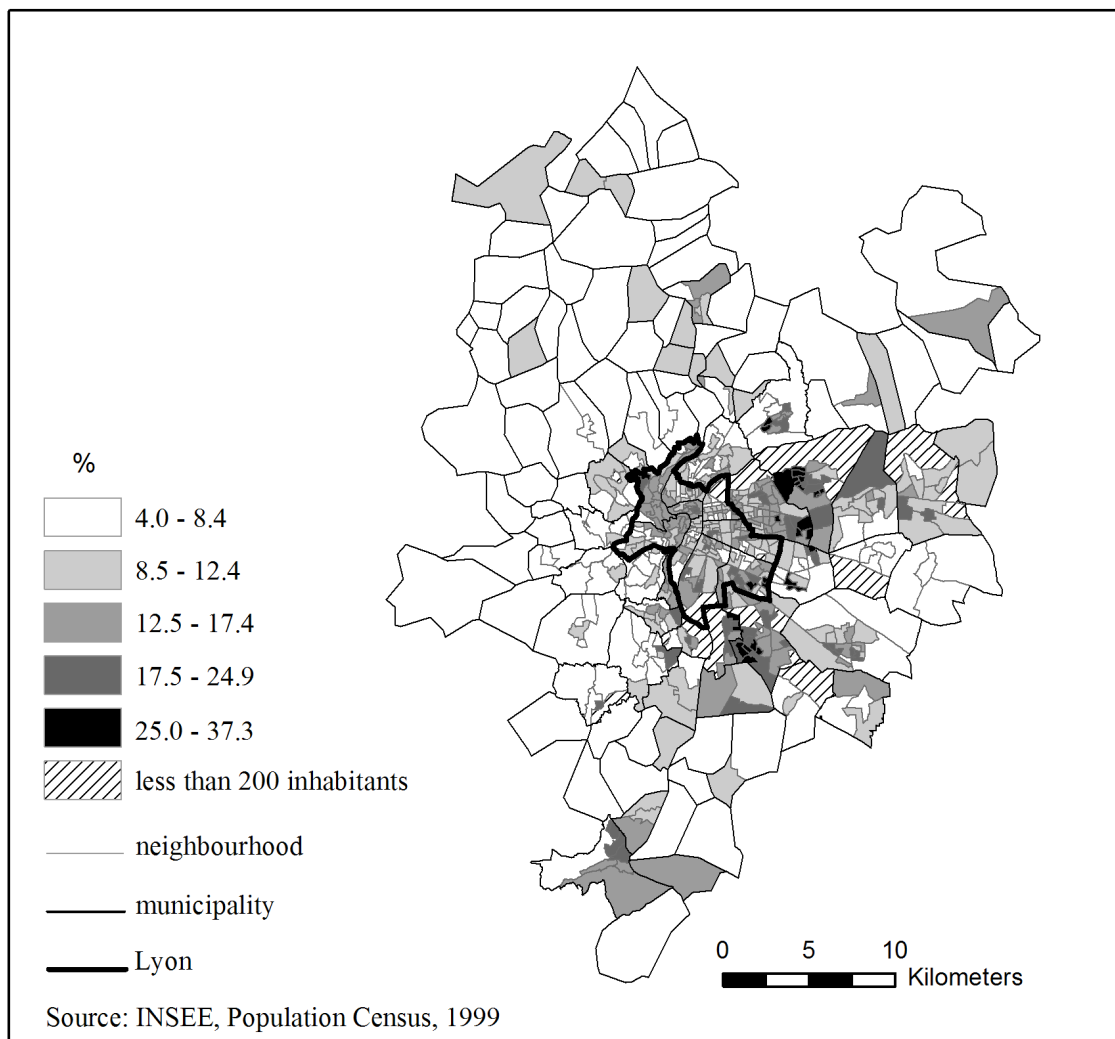 %
4.0 - 8.4
8.5 - 12.4
12.5 - 17.4
17.5 - 24.9
25.0 - 37.3
less than 200 inhabitants
neighbourhood
municipality
Lyon
0 5 10
Kilometers
Source: INSEE, Population Census, 1999